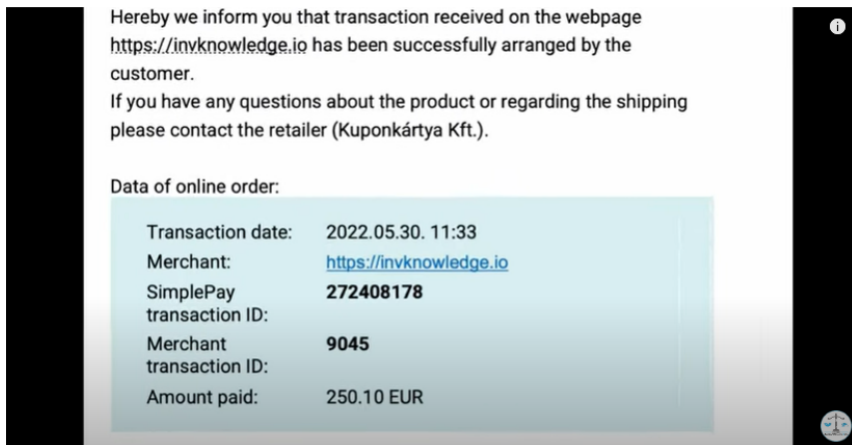 Hereby we inform you that transaction received on the webpage
https://invknowledge.io has been successfully arranged by the
customer.
If you have any questions about the product or regarding the shipping
please contact the retailer (Kuponkártya Kft.).
Data of online order:
Transaction date: 2022.05.30. 11:33
Merchant: https://invknowledge.io
SimplePay 272408178
transaction ID:
Merchant 9045
transaction ID:
Amount paid: 250.10 EUR